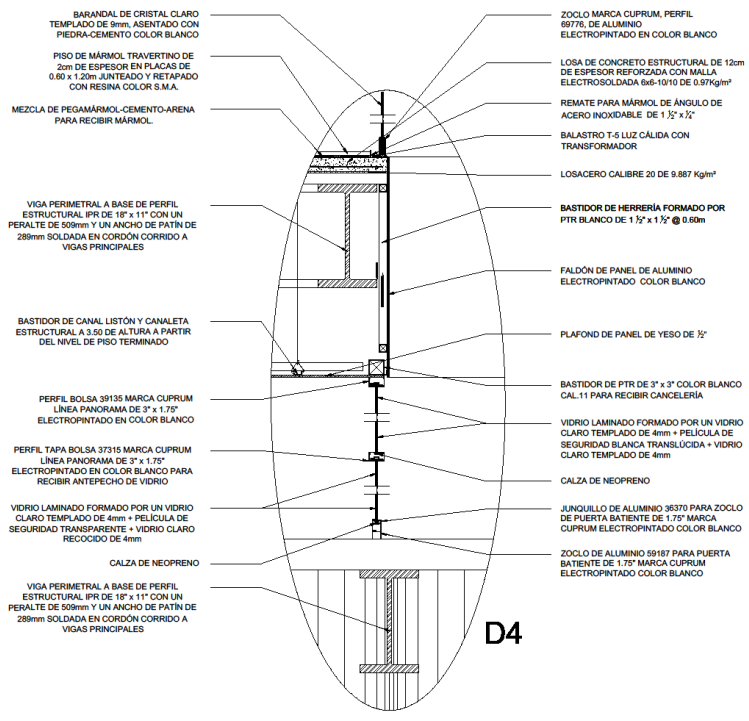 BARANDAL DE CRISTAL CLARO
TEMPLADO DE 9mm, ASENTADO CON
PIEDRA-CEMENTO COLOR BLANCO
PISO DE MÁRMOL TRAVERTINO DE
2cm DE ESPESOR EN PLACAS DE
0.60 x 1.20m JUNTEADO Y RETAPADO
CON RESINA COLOR S.M.A.
MEZCLA DE PEGAMÁRMOL-CEMENTO-ARENA
PARA RECIBIR MÁRMOL.
VIGA PERIMETRAL A BASE DE PERFIL
ESTRUCTURAL IPR DE 18" x 11" CON UN
PERALTE DE 509mm Y UN ANCHO DE PATÍN DE
289mm SOLDADA EN CORDÓN CORRIDO A
VIGAS PRINCIPALES
BASTIDOR DE CANAL LISTÓN Y CANALETA
ESTRUCTURAL A 3.50 DE ALTURA A PARTIR
DEL NIVEL DE PISO TERMINADO
PERFIL BOLSA 39135 MARCA CUPRUM
LÍNEA PANORAMA DE 3" x 1.75"
ELECTROPINTADO EN COLOR BLANCO
PERFIL TAPA BOLSA 37315 MARCA CUPRUM
LÍNEA PANORAMA DE 3" x 1.75"
ELECTROPINTADO EN COLOR BLANCO PARA
RECIBIR ANTEPECHO DE VIDRIO
VIDRIO LAMINADO FORMADO POR UN VIDRIO
CLARO TEMPLADO DE 4mm + PELÍCULA DE
SEGURIDAD TRANSPARENTE + VIDRIO CLARO
RECOCIDO DE 4mm
CALZA DE NEOPRENO
VIGA PERIMETRAL A BASE DE PERFIL
ESTRUCTURAL IPR DE 18" x 11" CON UN
PERALTE DE 509mm Y UN ANCHO DE PATÍN DE
289mm SOLDADA EN CORDÓN CORRIDO A
VIGAS PRINCIPALES
ZOCLO MARCA CUPRUM, PERFIL
69776, DE ALUMINIO
ELECTROPINTADO EN COLOR BLANCO
LOSA DE CONCRETO ESTRUCTURAL DE 12cm
DE ESPESOR REFORZADA CON MALLA
ELECTROSOLDADA 6x6-10/10 DE 0.97Kg/m²
REMATE PARA MÁRMOL DE ÁNGULO DE
ACERO INOXIDABLE DE 1 ½" x ¼"
BALASTRO T-5 LUZ CÁLIDA CON
TRANSFORMADOR
LOSACERO CALIBRE 20 DE 9.887 Kg/m²
BASTIDOR DE HERRERÍA FORMADO POR
PTR BLANCO DE 1 ½" x 1 ½" @ 0.60m
FALDÓN DE PANEL DE ALUMINIO
ELECTROPINTADO COLOR BLANCO
PLAFOND DE PANEL DE YESO DE ½"
BASTIDOR DE PTR DE 3" x 3" COLOR BLANCO
CAL.11 PARA RECIBIR CANCELERÍA
VIDRIO LAMINADO FORMADO POR UN VIDRIO
CLARO TEMPLADO DE 4mm + PELÍCULA DE
SEGURIDAD BLANCA TRANSLÚCIDA + VIDRIO
CLARO TEMPLADO DE 4mm
CALZA DE NEOPRENO
JUNQUILLO DE ALUMINIO 36370 PARA ZOCLO
DE PUERTA BATIENTE DE 1.75" MARCA
CUPRUM ELECTROPINTADO COLOR BLANCO
ZOCLO DE ALUMINIO 59187 PARA PUERTA
BATIENTE DE 1.75" MARCA CUPRUM
ELECTROPINTADO COLOR BLANCO
D4